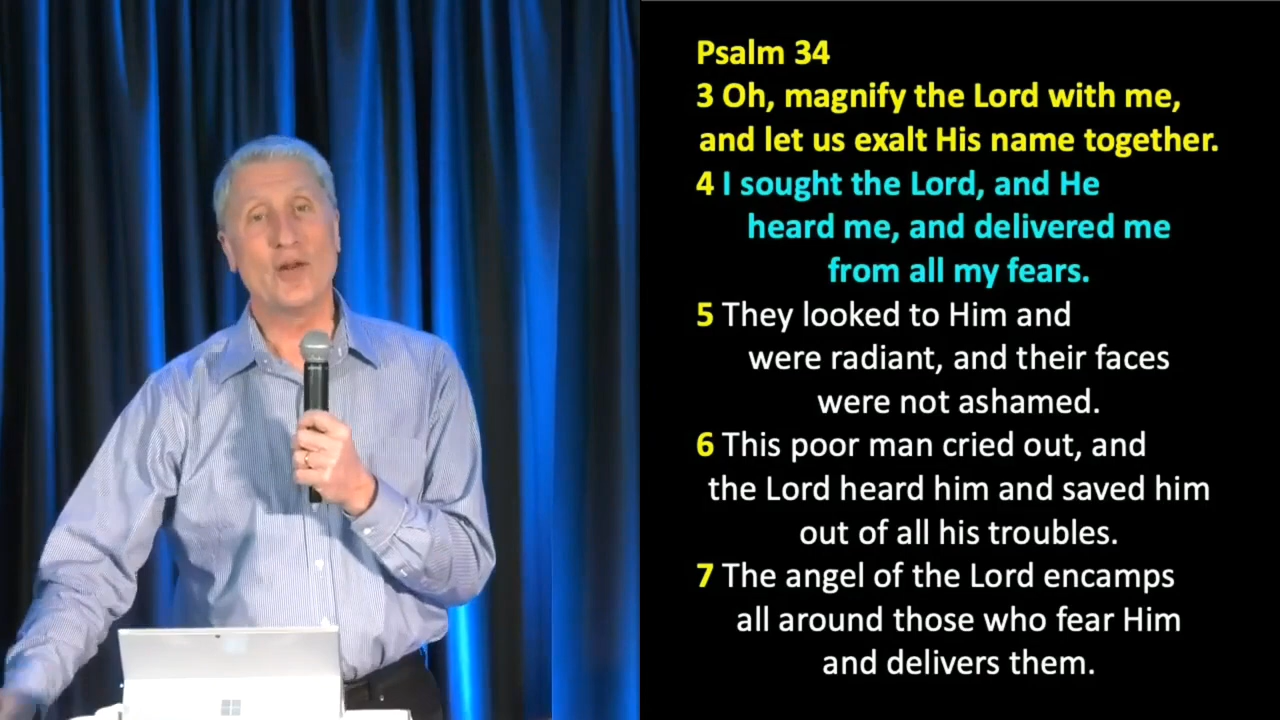 Psalm 34
3 Oh, magnify the Lord with me,
and let us exalt His name together.
4 I sought the Lord, and He
heard me, and delivered me
from all my fears.
5 They looked to Him and
were radiant, and their faces
were not ashamed.
6 This poor man cried out, and
the Lord heard him and saved him
out of all his troubles.
7 The angel of the Lord encamps
all around those who fear Him
and delivers them.